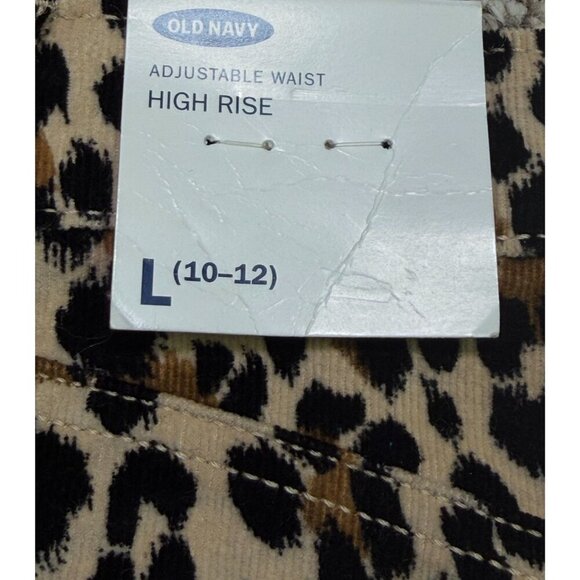 OLD NAVY
ADJUSTABLE WAIST
HIGH RISE
L (10–12)